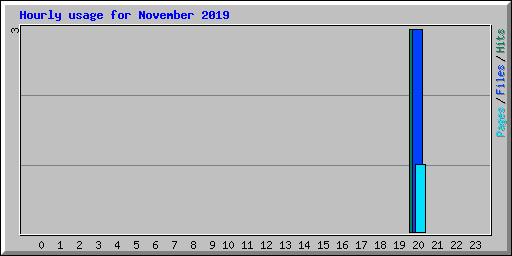 Hourly usage for November 2019
3
Pages/Files/Hits
0 1 2 3 4 5 6 7 8 9 10 11 12 13 14 15 16 17 18 19 20 21 22 23